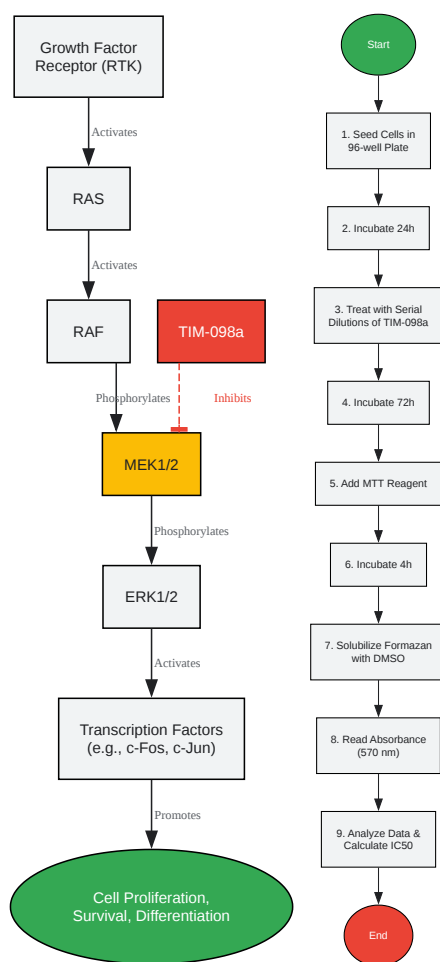 Growth Factor
Receptor (RTK)
Activates
RAS
Activates
RAF
TIM-098a
Phosphorylates
Inhibits
MEK1/2
Phosphorylates
ERK1/2
Activates
Transcription Factors
(e.g., c-Fos, c-Jun)
Promotes
Cell Proliferation,
Survival, Differentiation
Start
1. Seed Cells in
96-well Plate
2. Incubate 24h
3. Treat with Serial
Dilutions of TIM-098a
4. Incubate 72h
5. Add MTT Reagent
6. Incubate 4h
7. Solubilize Formazan
with DMSO
8. Read Absorbance
(570 nm)
9. Analyze Data &
Calculate IC50
End